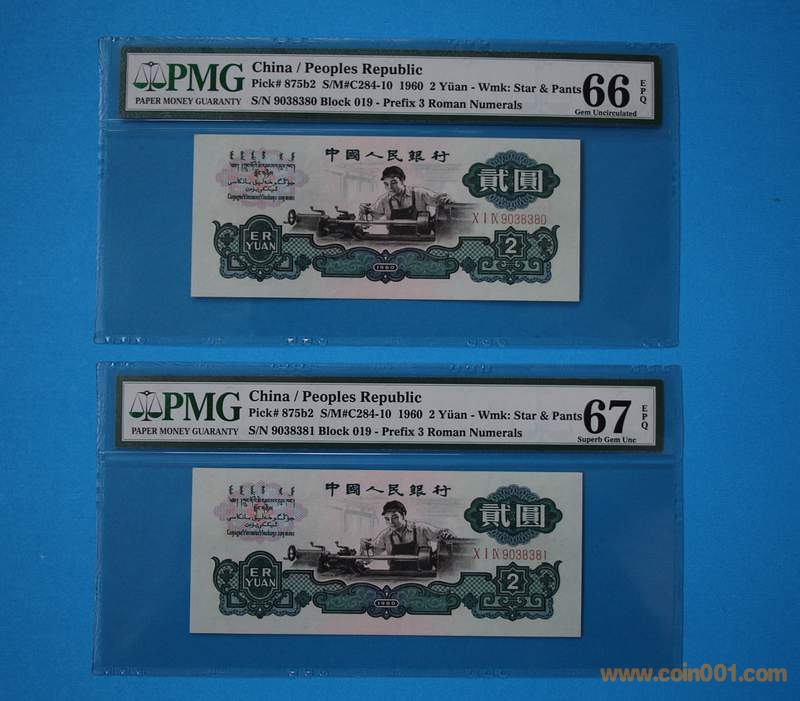 PMG
PAPER MONEY GUARANTY
China / Peoples Republic
Pick# 875b2 S/M#C284-10 1960 2 Yüan - Wmk: Star & Pants
S/N 9038380 Block 019 - Prefix 3 Roman Numerals
66 EPQ
Gem Uncirculated
中國人民銀行
貳圓
X I IX 9038380
ER
YUAN
2
1960
PMG
PAPER MONEY GUARANTY
China / Peoples Republic
Pick# 875b2 S/M#C284-10 1960 2 Yüan - Wmk: Star & Pants
S/N 9038381 Block 019 - Prefix 3 Roman Numerals
67 EPQ
Superb Gem Unc
中國人民銀行
貳圓
X I IX 9038381
ER
YUAN
2
1960
www.coin001.com